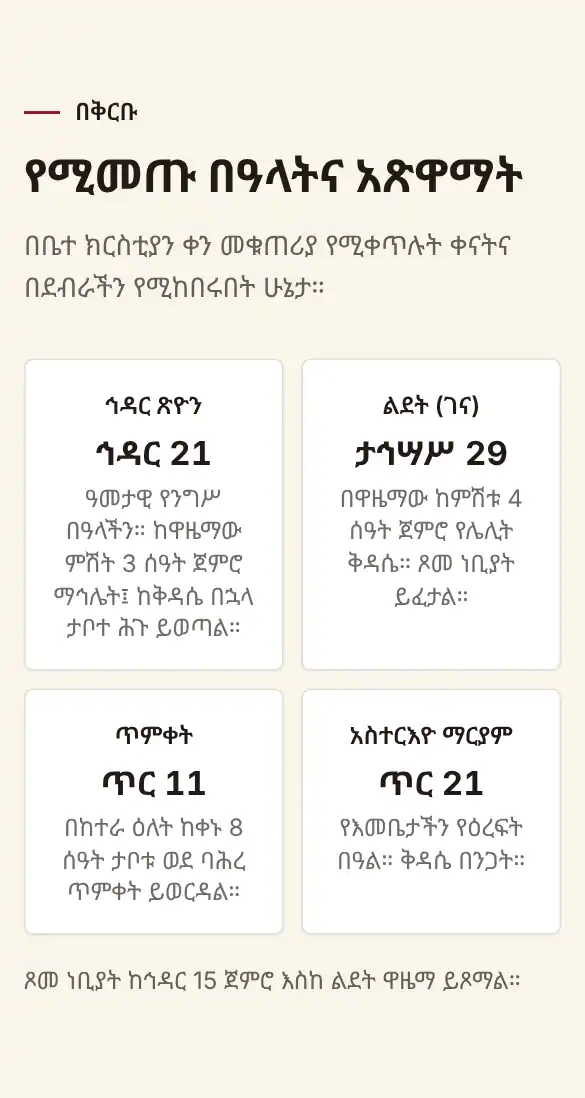 በቅርቡ
የሚመጡ በዓላትና አጽዋማት
በቤተ ክርስቲያን ቀን መቁጠሪያ የሚቀጥሉት ቀናትና
በደብራችን የሚከበሩበት ሁኔታ።
ኅዳር ጽዮን
ኅዳር 21
ዓመታዊ የንግሥ
በዓላችን። ከዋዜማው
ምሽት 3 ሰዓት ጀምሮ
ማኅሌት፤ ከቅዳሴ በኋላ
ታቦተ ሕጉ ይወጣል።
ልደት (ገና)
ታኅሣሥ 29
በዋዜማው ከምሽቱ 4
ሰዓት ጀምሮ የሌሊት
ቅዳሴ። ጾመ ነቢያት
ይፈታል።
ጥምቀት
ጥር 11
በከተራ ዕለት ከቀኑ 8
ሰዓት ታቦቱ ወደ ባሕረ
ጥምቀት ይወርዳል።
አስተርእዮ ማርያም
ጥር 21
የእመቤታችን የዕረፍት
በዓል። ቅዳሴ በንጋት።
ጾመ ነቢያት ከኅዳር 15 ጀምሮ እስከ ልደት ዋዜማ ይጾማል።